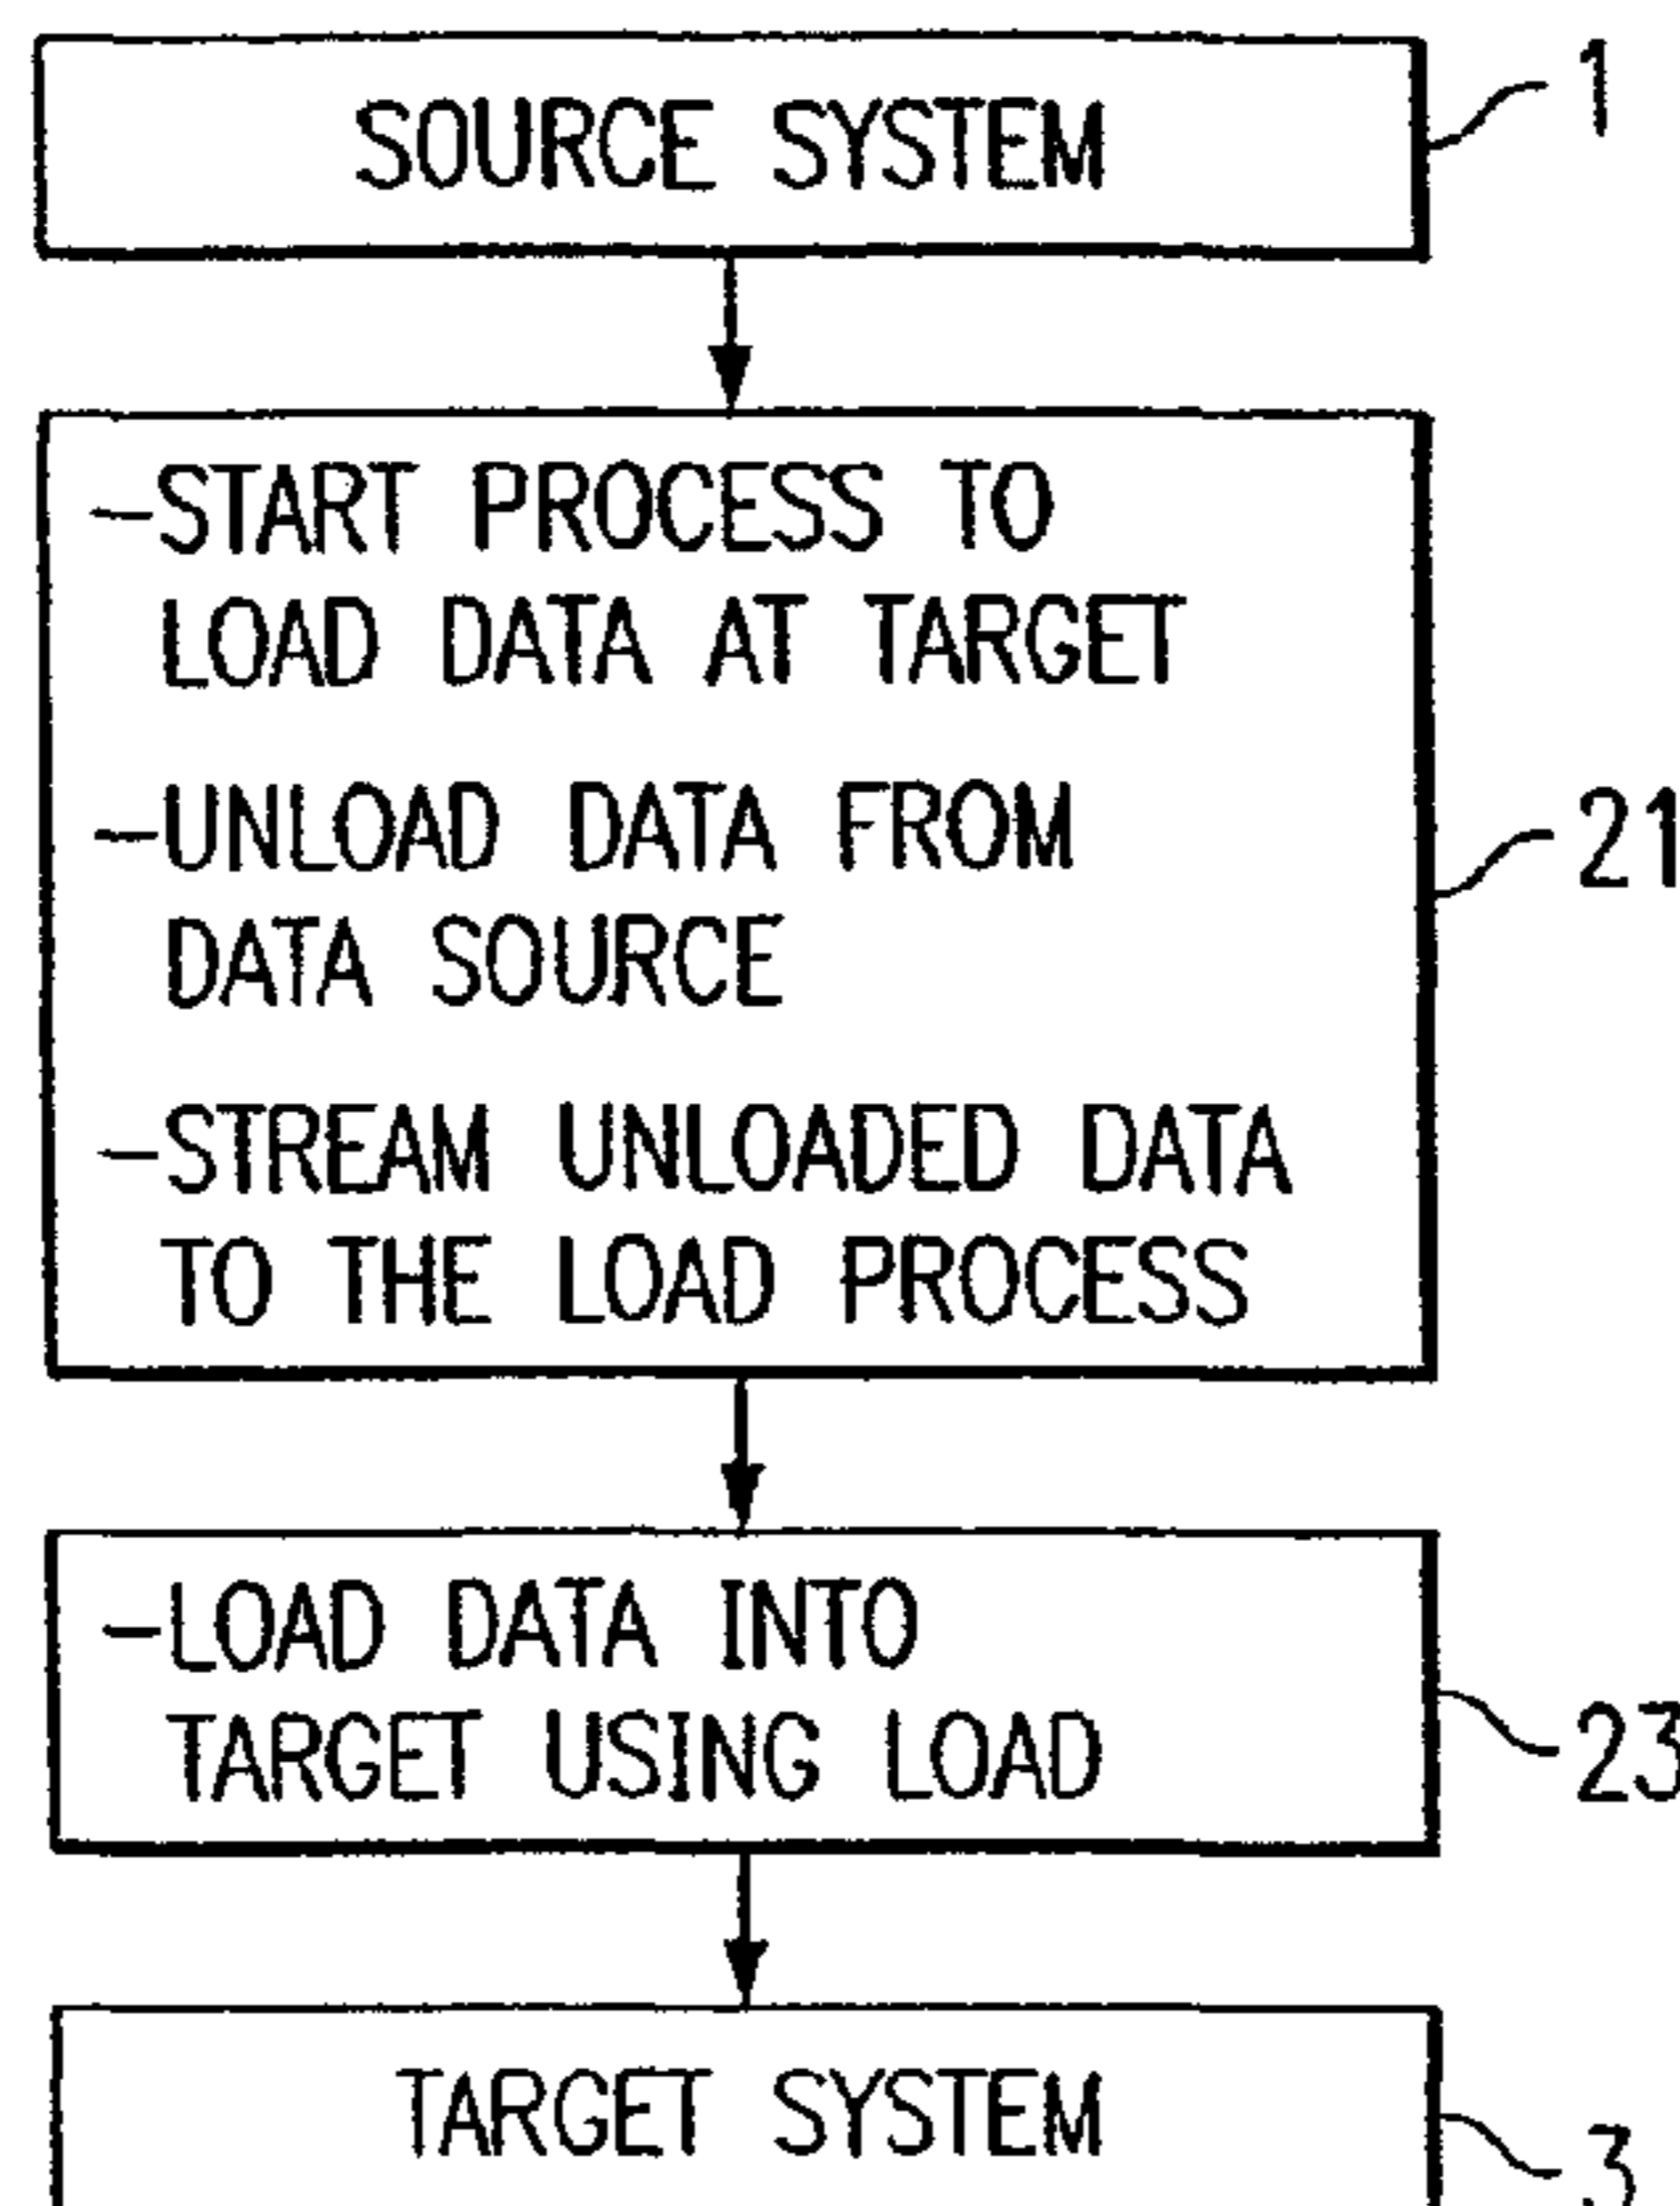 SOURCE SYSTEM
1
-START PROCESS TO
LOAD DATA AT TARGET
-UNLOAD DATA FROM
DATA SOURCE
21
-STREAM UNLOADED DATA
TO THE LOAD PROCESS
-LOAD DATA INTO
TARGET USING LOAD
23
TARGET SYSTEM
3